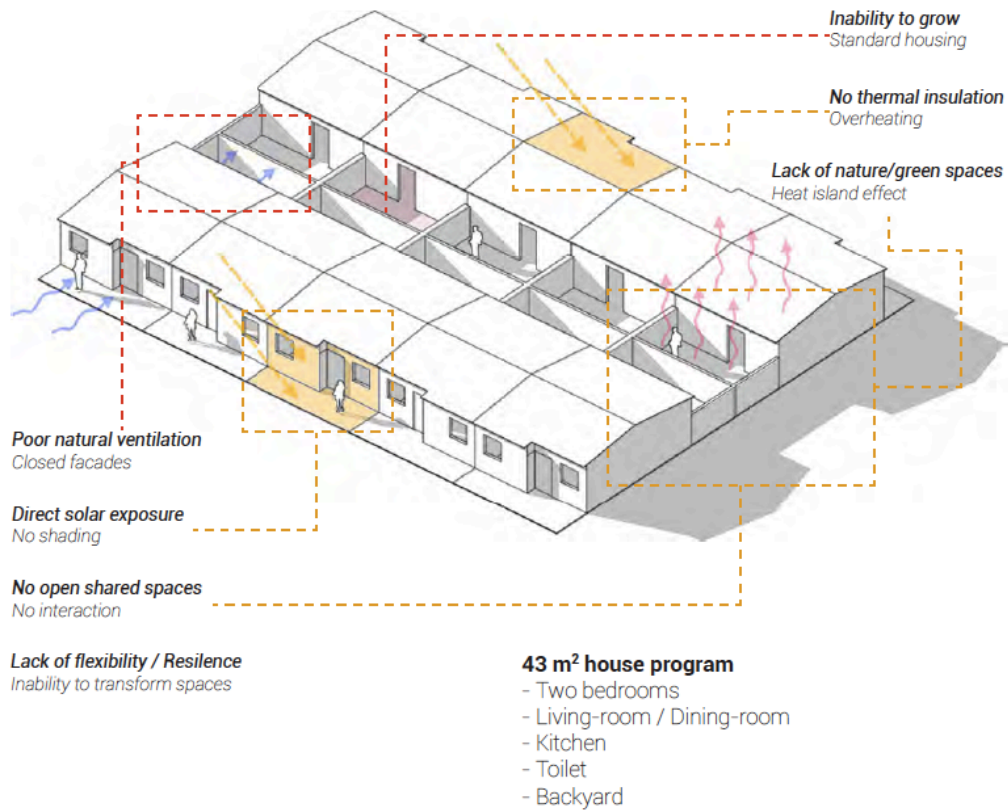 Inability to grow
Standard housing
No thermal insulation
Overheating
Lack of nature/green spaces
Heat island effect
Poor natural ventilation
Closed facades
Direct solar exposure
No shading
No open shared spaces
No interaction
Lack of flexibility / Resilence
Inability to transform spaces
43 m² house program
- Two bedrooms
- Living-room / Dining-room
- Kitchen
- Toilet
- Backyard